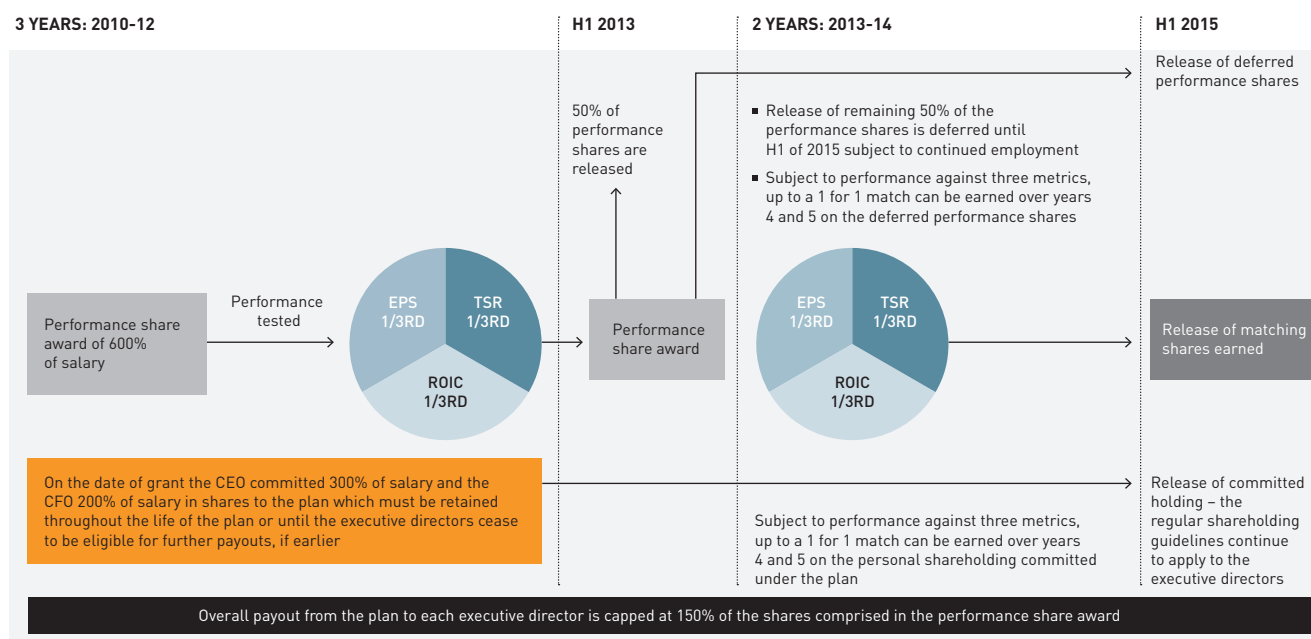 3 YEARS: 2010-12
H1 2013
2 YEARS: 2013-14
H1 2015
Release of deferred
performance shares
50% of
performance
shares are
released
▪ Release of remaining 50% of the
performance shares is deferred until
H1 of 2015 subject to continued employment
▪ Subject to performance against three metrics,
up to a 1 for 1 match can be earned over years
4 and 5 on the deferred performance shares
Performance share
award of 600%
of salary
Performance
tested
EPS
1/3RD
TSR
1/3RD
ROIC
1/3RD
Performance
share award
EPS
1/3RD
TSR
1/3RD
ROIC
1/3RD
Release of matching
shares earned
On the date of grant the CEO committed 300% of salary and the
CFO 200% of salary in shares to the plan which must be retained
throughout the life of the plan or until the executive directors cease
to be eligible for further payouts, if earlier
Subject to performance against three metrics,
up to a 1 for 1 match can be earned over years
4 and 5 on the personal shareholding committed
under the plan
Release of committed
holding – the
regular shareholding
guidelines continue
to apply to the
executive directors
Overall payout from the plan to each executive director is capped at 150% of the shares comprised in the performance share award